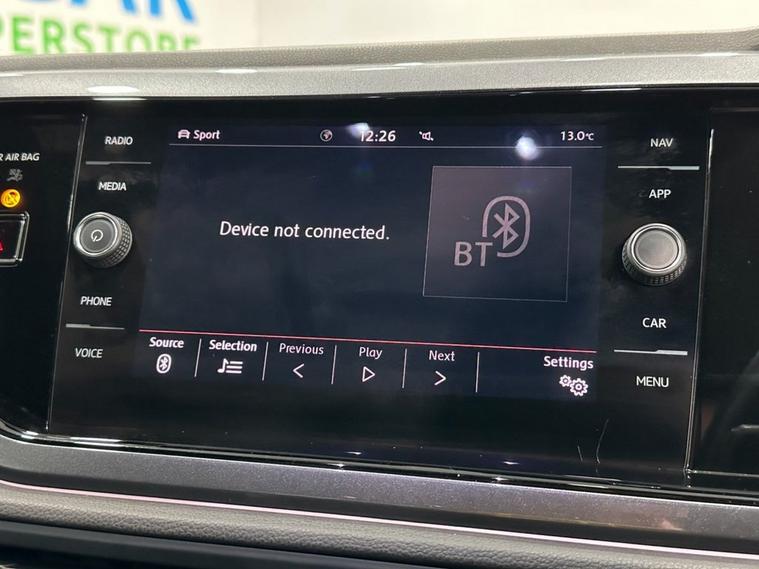 CAR
PERSTORE
R AIR BAG
RADIO
MEDIA
PHONE
VOICE
Sport
12:26
13.0°C
Device not connected.
BT
Source
Selection
Previous
Play
Next
Settings
NAV
APP
CAR
MENU